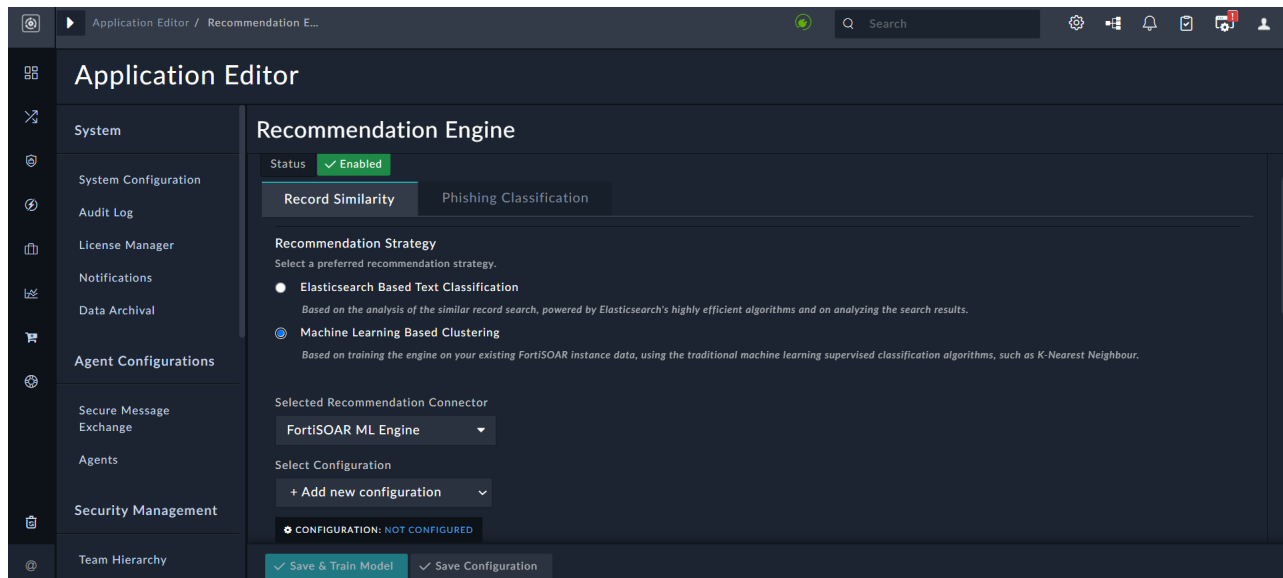 Application Editor / Recommendation E...
Search
!
Application Editor
System
System Configuration
Audit Log
License Manager
Notifications
Data Archival
Agent Configurations
Secure Message
Exchange
Agents
Security Management
Team Hierarchy
@
Recommendation Engine
Status
Enabled
Record Similarity
Phishing Classification
Recommendation Strategy
Select a preferred recommendation strategy.
Elasticsearch Based Text Classification
Based on the analysis of the similar record search, powered by Elasticsearch's highly efficient algorithms and on analyzing the search results.
Machine Learning Based Clustering
Based on training the engine on your existing FortiSOAR instance data, using the traditional machine learning supervised classification algorithms, such as K-Nearest Neighbour.
Selected Recommendation Connector
FortiSOAR ML Engine
Select Configuration
+ Add new configuration
CONFIGURATION: NOT CONFIGURED
Save & Train Model
Save Configuration